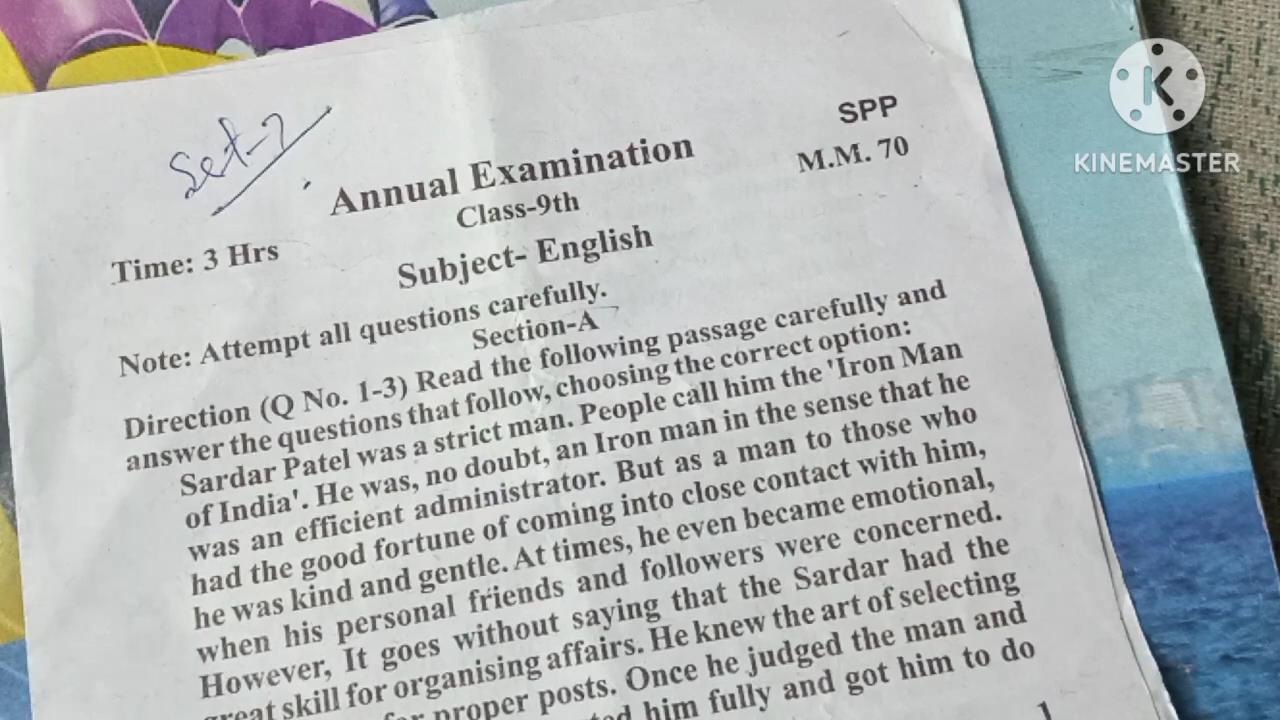 Set-2
SPP
Annual Examination
M.M. 70
Class-9th
Time: 3 Hrs
Subject- English
Note: Attempt all questions carefully.
Section-A
Direction (Q No. 1-3) Read the following passage carefully and
answer the questions that follow, choosing the correct option:
Sardar Patel was a strict man. People call him the 'Iron Man
of India'. He was, no doubt, an Iron man in the sense that he
was an efficient administrator. But as a man to those who
had the good fortune of coming into close contact with him,
he was kind and gentle. At times, he even became emotional,
when his personal friends and followers were concerned.
However, It goes without saying that the Sardar had the
great skill for organising affairs. He knew the art of selecting
proper posts. Once he judged the man and
him fully and got him to do
1
KINEMASTER